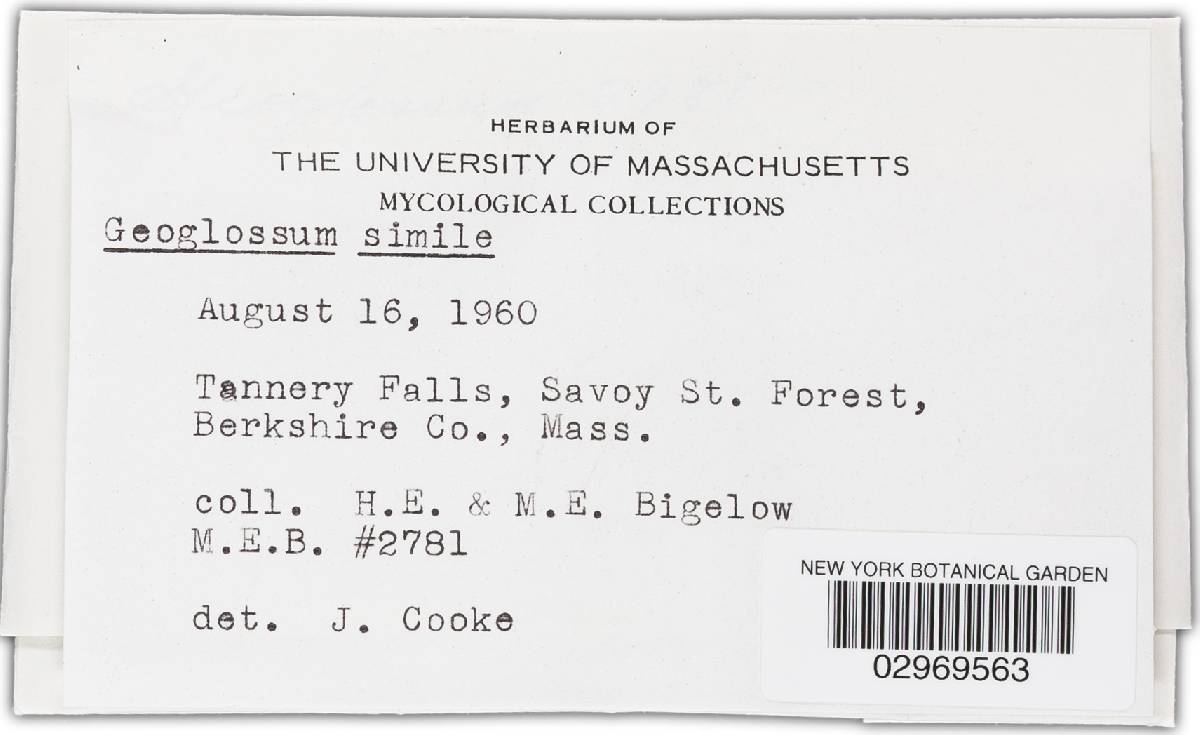 HERBARIUM OF
THE UNIVERSITY OF MASSACHUSETTS
MYCOLOGICAL COLLECTIONS
Geoglossum simile
August 16, 1960
Tannery Falls, Savoy St. Forest,
Berkshire Co., Mass.
coll. H.E. & M.E. Bigelow
M.E.B. #2781
det. J. Cooke
NEW YORK BOTANICAL GARDEN
02969563